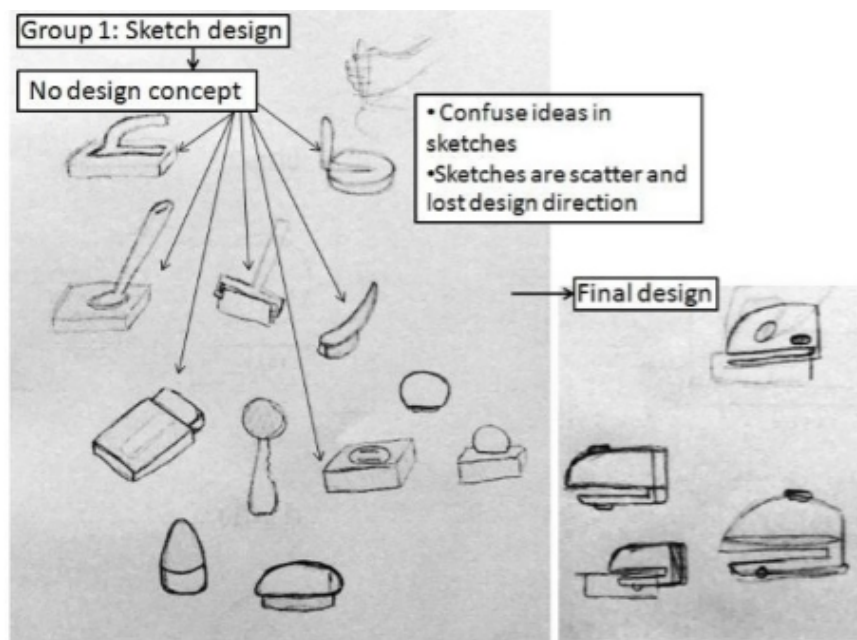 Group 1: Sketch design
No design concept
• Confuse ideas in
sketches
•Sketches are scatter and
lost design direction
Final design